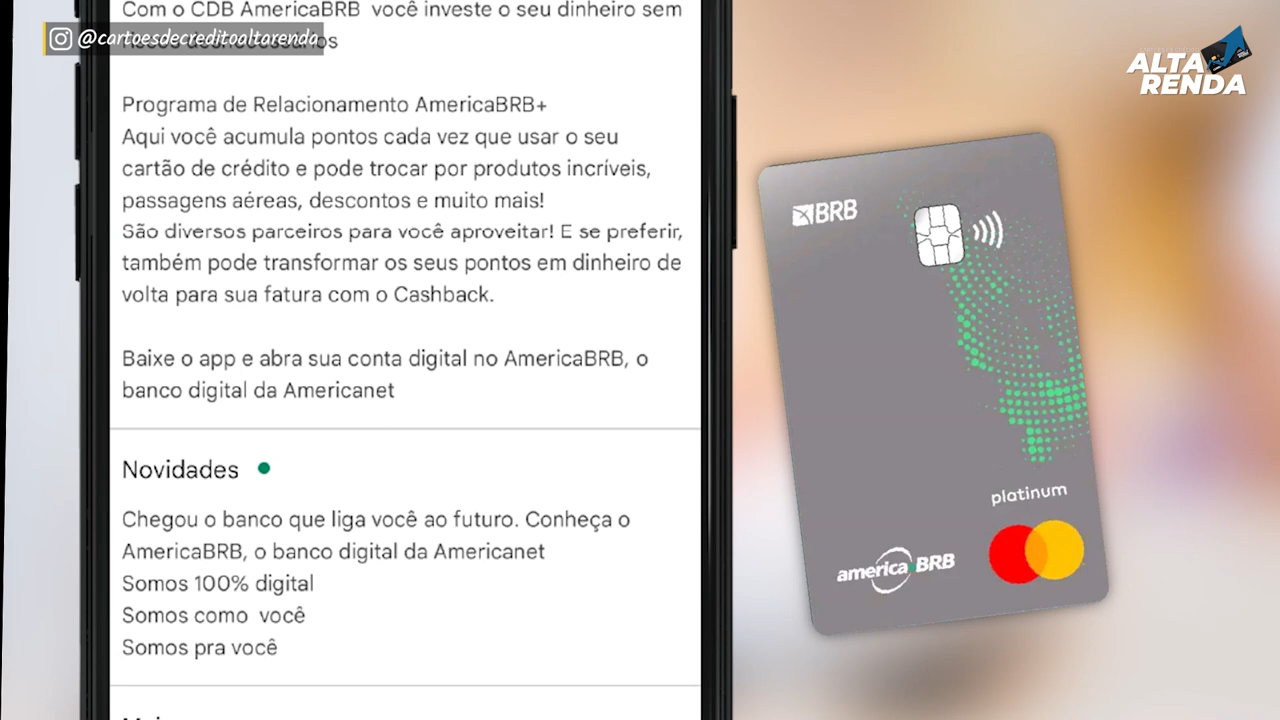 Com o CDB AmericaBRB  você investe o seu dinheiro sem
@cartoesdecreditoaltarenda
Programa de Relacionamento AmericaBRB+
Aqui você acumula pontos cada vez que usar o seu
cartão de crédito e pode trocar por produtos incríveis,
passagens aéreas, descontos e muito mais!
São diversos parceiros para você aproveitar! E se preferir,
também pode transformar os seus pontos em dinheiro de
volta para sua fatura com o Cashback.
Baixe o app e abra sua conta digital no AmericaBRB, o
banco digital da Americanet
Novidades
Chegou o banco que liga você ao futuro. Conheça o
AmericaBRB, o banco digital da Americanet
Somos 100% digital
Somos como  você
Somos pra você
ALTA
RENDA
BRB
platinum
america BRB